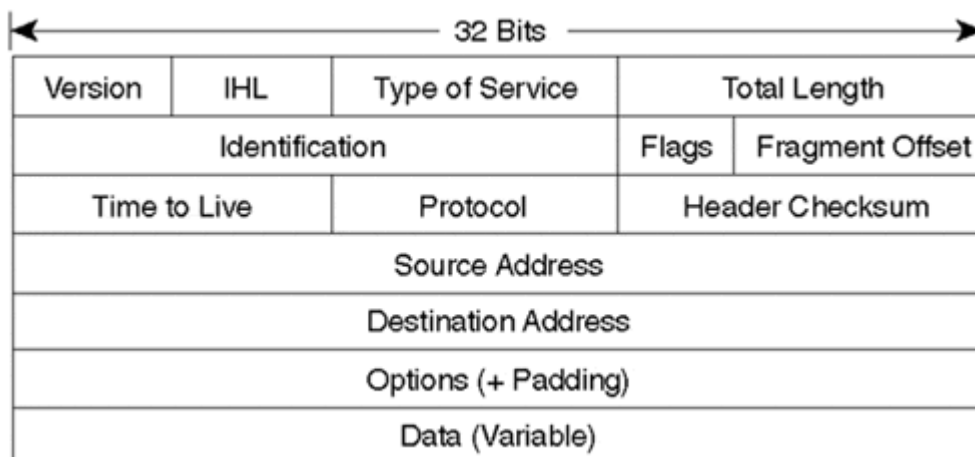 32 Bits
Version IHL Type of Service Total Length
Identification Flags Fragment Offset
Time to Live Protocol Header Checksum
Source Address
Destination Address
Options (+ Padding)
Data (Variable)